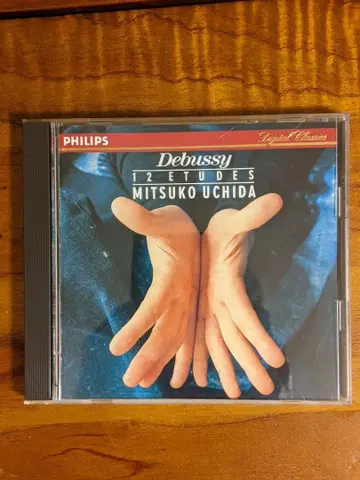 PHILIPS
Digital Classics
Debussy
12 ETUDES
MITSUKO UCHIDA